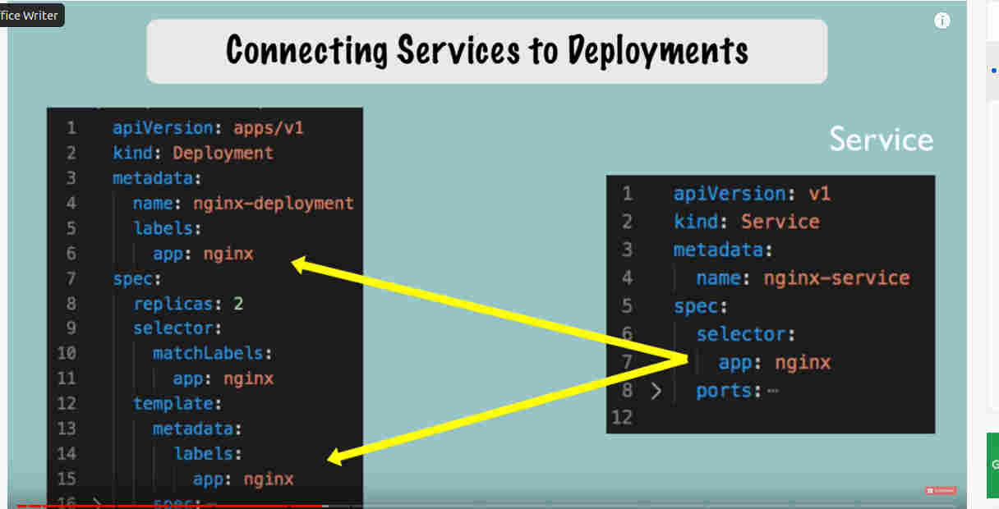 ffice Writer
Connecting Services to Deployments
1 apiVersion: apps/v1
2 kind: Deployment
3 metadata:
4 name: nginx-deployment
5 labels:
6 app: nginx
7 spec:
8 replicas: 2
9 selector:
10 matchLabels:
11 app: nginx
12 template:
13 metadata:
14 labels:
15 app: nginx
16 > spec:⋯
Service
1 apiVersion: v1
2 kind: Service
3 metadata:
4 name: nginx-service
5 spec:
6 selector:
7 app: nginx
8 > ports:⋯
12
G